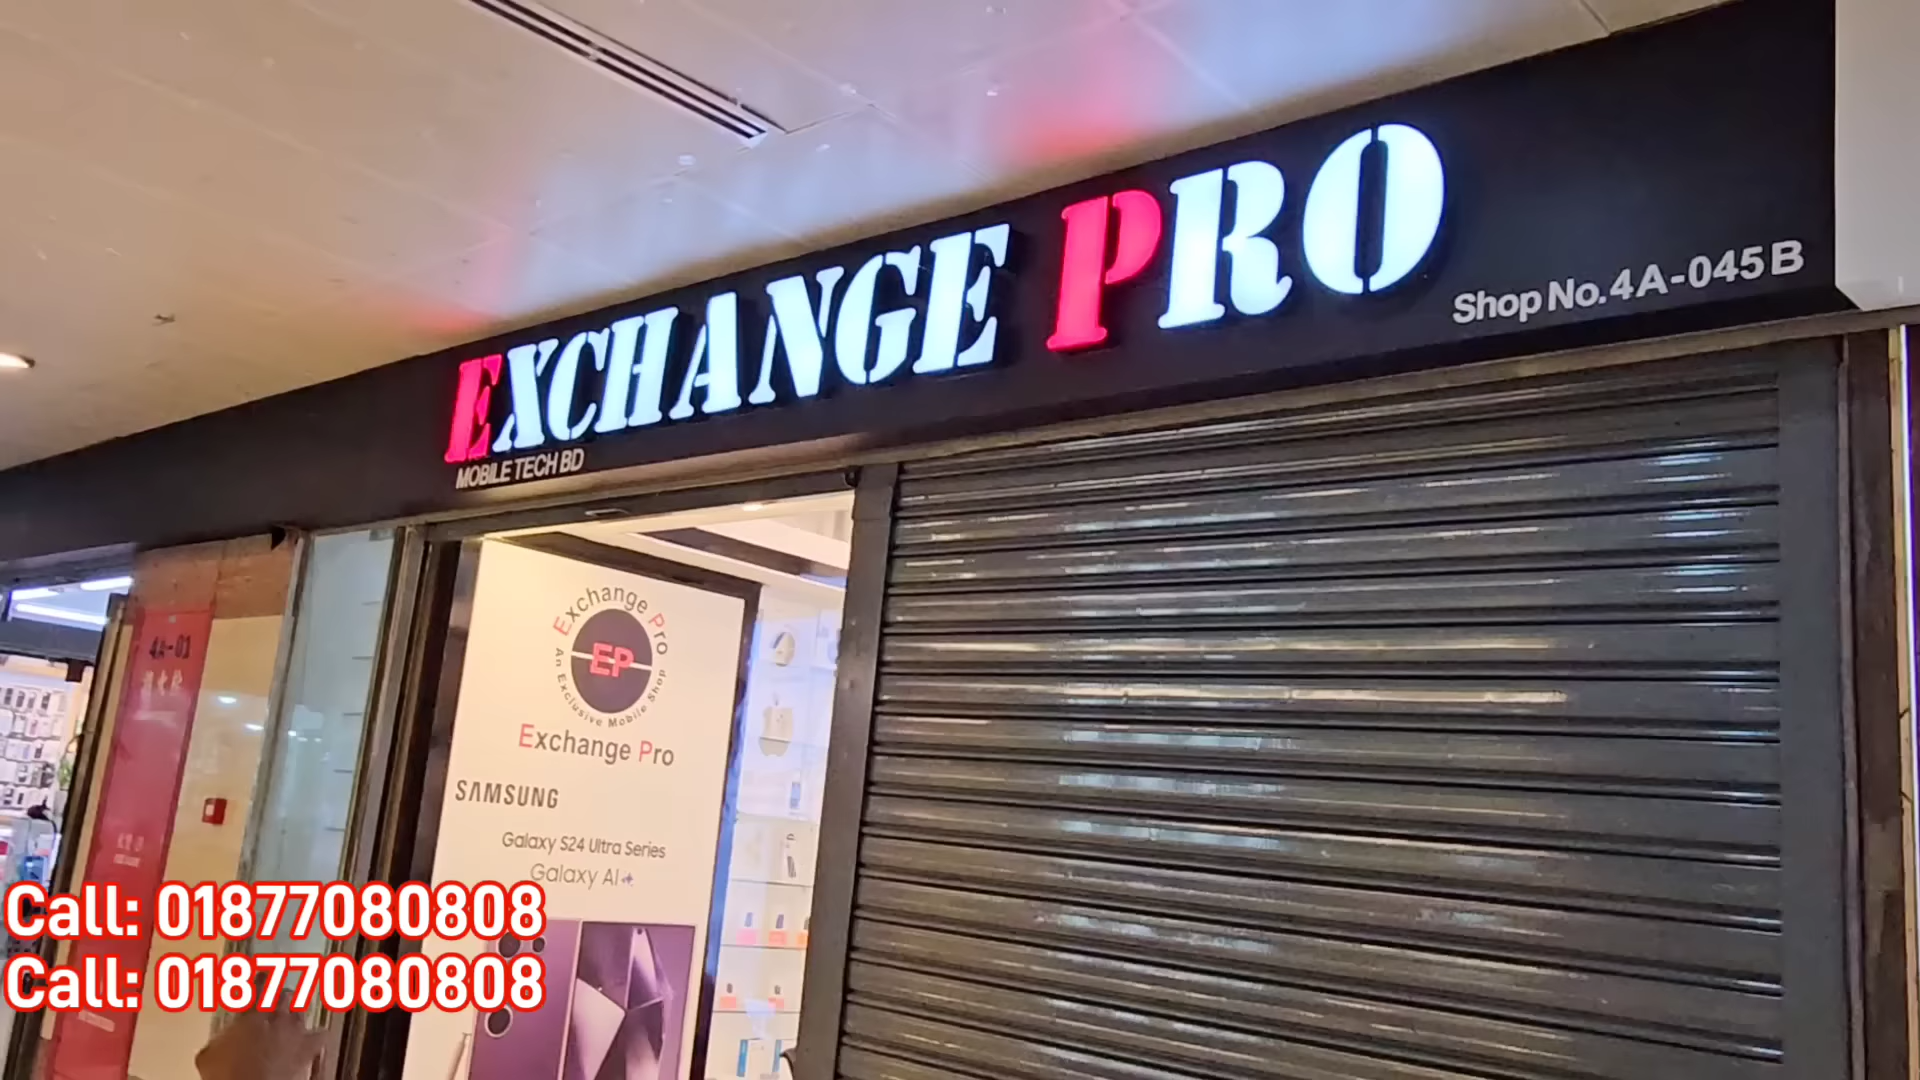 EXCHANGE PRO
Shop No. 4A-045B
MOBILE TECH BD
Exchange Pro
EP
An Exclusive Mobile Shop
Exchange Pro
SAMSUNG
Galaxy S24 Ultra Series
Galaxy AI
4A-01
Call: 01877080808
Call: 01877080808